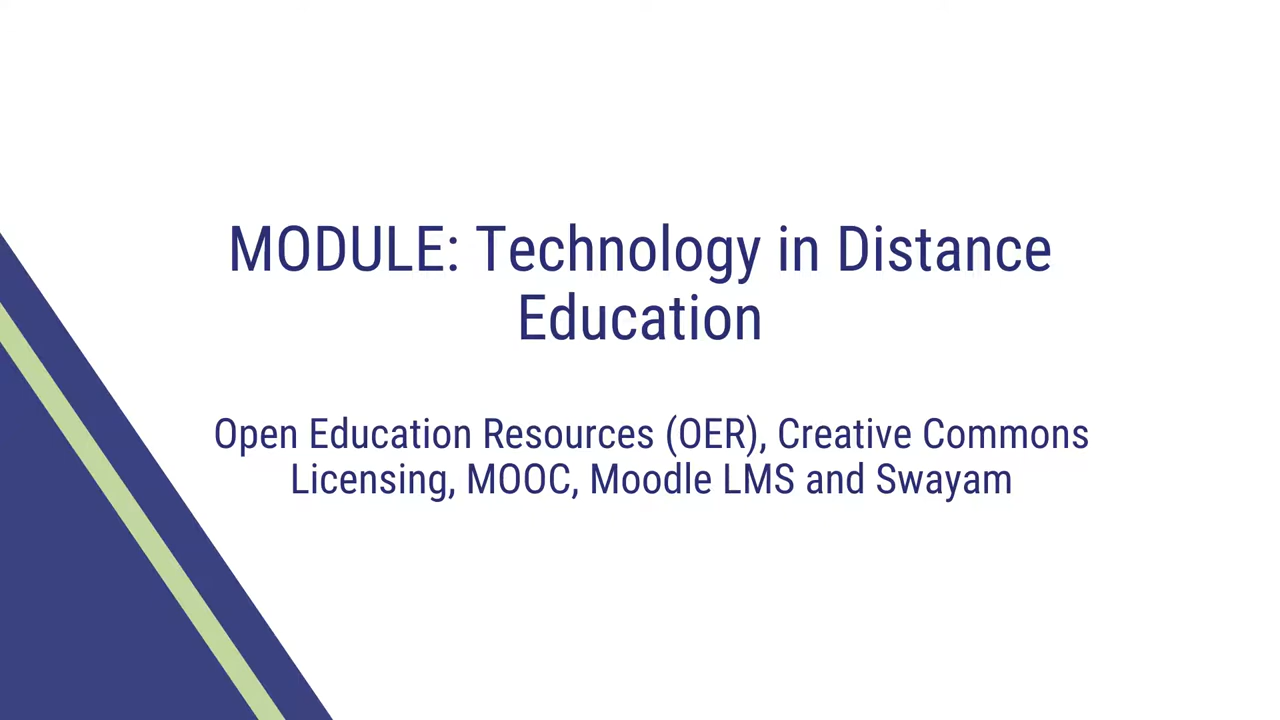 MODULE: Technology in Distance
Education
Open Education Resources (OER), Creative Commons
Licensing, MOOC, Moodle LMS and Swayam